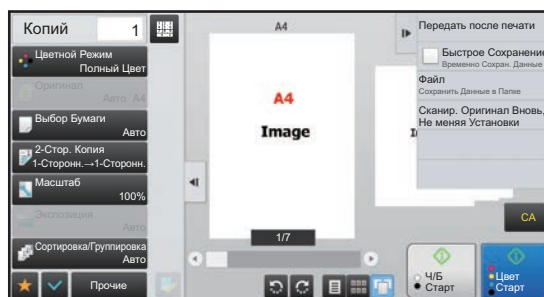 Копий 1
Цветной Режим
Полный Цвет
Оригинал
Авто A4
Выбор Бумаги
Авто
2-Стор. Копия
1-Сторонн.→1-Сторонн.
Масштаб
100%
Экспозиция
Авто
Сортировка/Группировка
Авто
Прочие
A4
A4
Image
1/7
Передать после печати
Быстрое Сохранение
Временно Сохран. Данные
Файл
Сохранить Данные в Папке
Сканир. Оригинал Вновь,
Не меняя Установки
CA
Ч/Б
Старт
Цвет
Старт